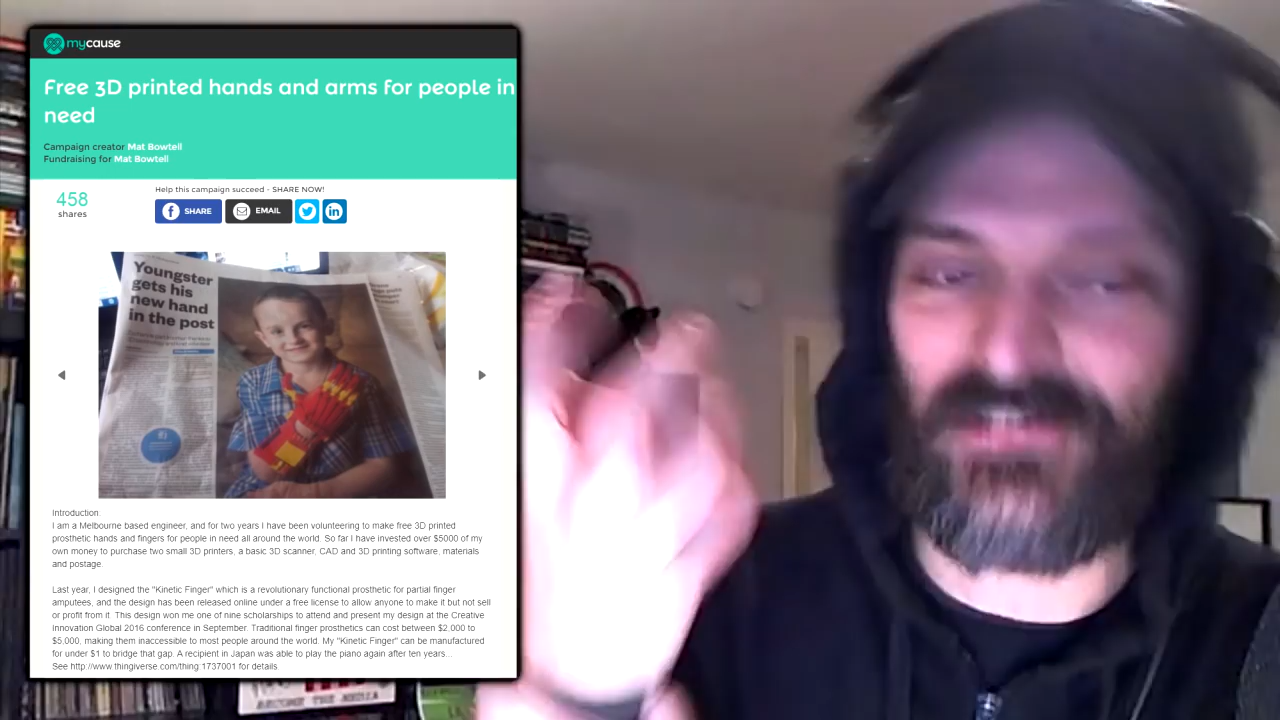 mycause
Free 3D printed hands and arms for people in
need
Campaign creator Mat Bowtell
Fundraising for Mat Bowtell
458
shares
Help this campaign succeed - SHARE NOW!
SHARE
EMAIL
Youngster
gets his
new hand
in the post
Introduction:
I am a Melbourne based engineer, and for two years I have been volunteering to make free 3D printed
prosthetic hands and fingers for people in need all around the world. So far I have invested over $5000 of my
own money to purchase two small 3D printers, a basic 3D scanner, CAD and 3D printing software, materials
and postage.
Last year, I designed the "Kinetic Finger" which is a revolutionary functional prosthetic for partial finger
amputees, and the design has been released online under a free license to allow anyone to make it but not sell
or profit from it. This design won me one of nine scholarships to attend and present my design at the Creative
Innovation Global 2016 conference in September. Traditional finger prosthetics can cost between $2,000 to
$5,000, making them inaccessible to most people around the world. My "Kinetic Finger" can be manufactured
for under $1 to bridge that gap. A recipient in Japan was able to play the piano again after ten years...
See http://www.thingiverse.com/thing:1737001 for details.
BECOME THE MEDIA